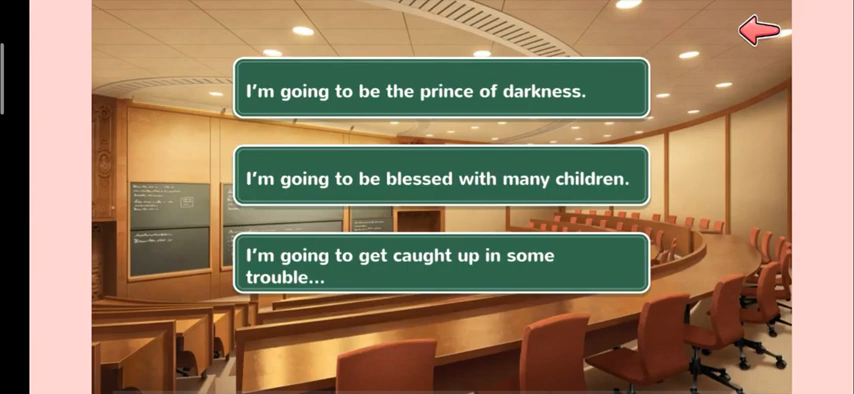 I'm going to be the prince of darkness.
I'm going to be blessed with many children.
I'm going to get caught up in some
trouble...